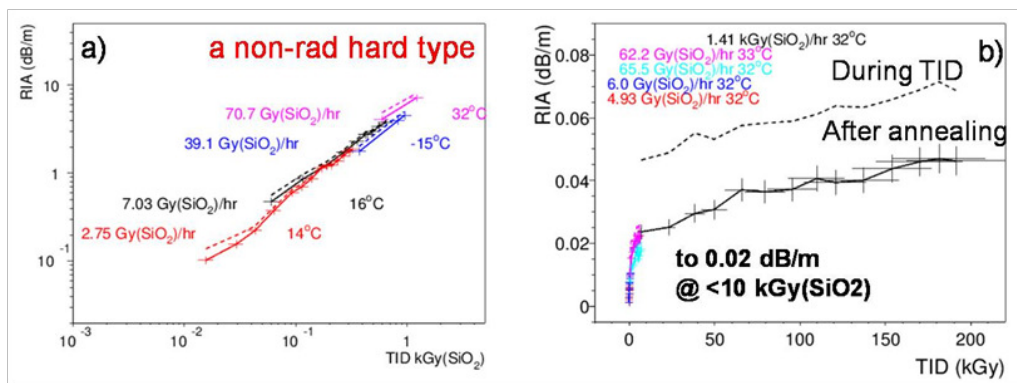 a)
a non-rad hard type
RIA (dB/m)
10
1
10⁻¹
70.7 Gy(SiO₂)/hr
32°C
39.1 Gy(SiO₂)/hr
-15°C
7.03 Gy(SiO₂)/hr
16°C
2.75 Gy(SiO₂)/hr
14°C
10⁻³
10⁻²
10⁻¹
1
TID kGy(SiO₂)
b)
RIA (dB/m)
0.08
0.06
0.04
0.02
0
1.41 kGy(SiO₂)/hr 32°C
62.2 Gy(SiO₂)/hr 33°C
65.5 Gy(SiO₂)/hr 32°C
6.0 Gy(SiO₂)/hr 32°C
4.93 Gy(SiO₂)/hr 32°C
During TID
After annealing
to 0.02 dB/m
@ <10 kGy(SiO2)
0
50
100
150
200
TID (kGy)